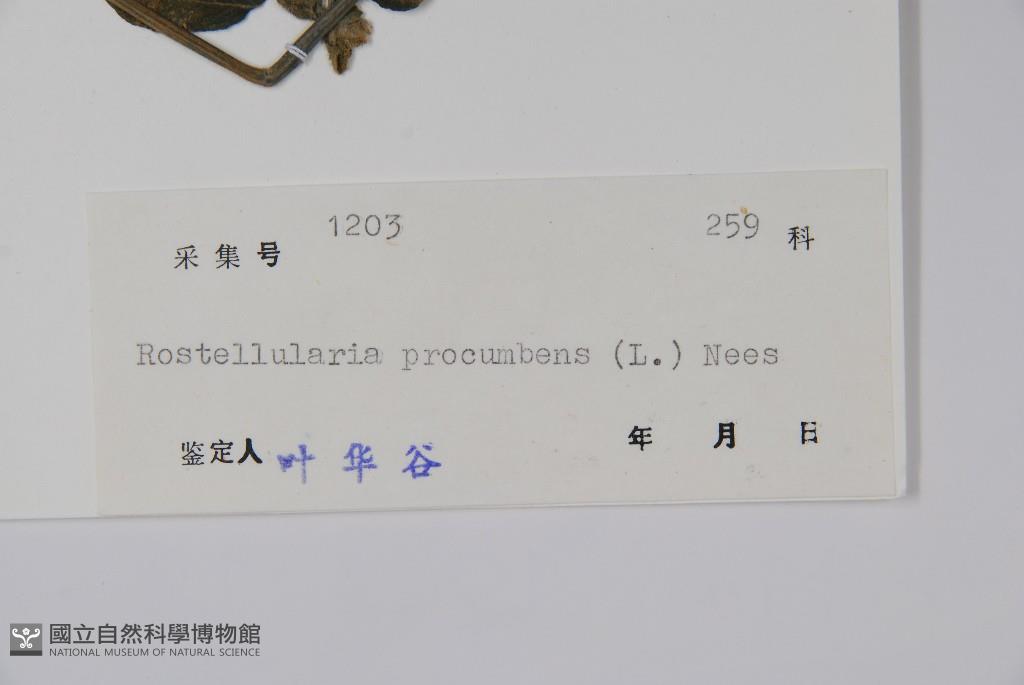 1203 259
采集号 科
Rostellularia procumbens (L.) Nees
鉴定人 叶华谷 年 月 日
國立自然科學博物館
NATIONAL MUSEUM OF NATURAL SCIENCE